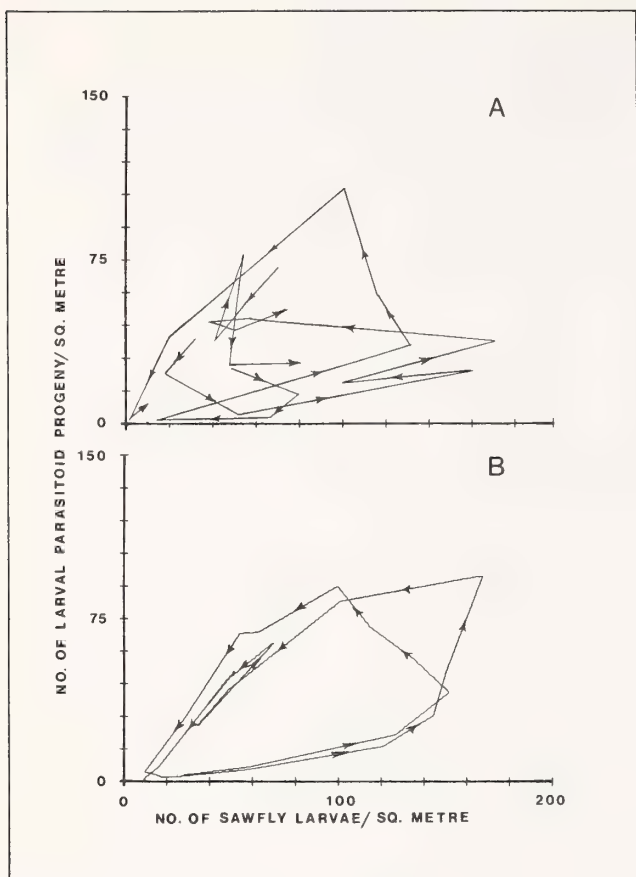 150
A
75
0
NO. OF LARVAL PARASITOID PROGENY/ SQ. METRE
150
B
75
0
0
100
200
NO. OF SAWFLY LARVAE/ SQ. METRE